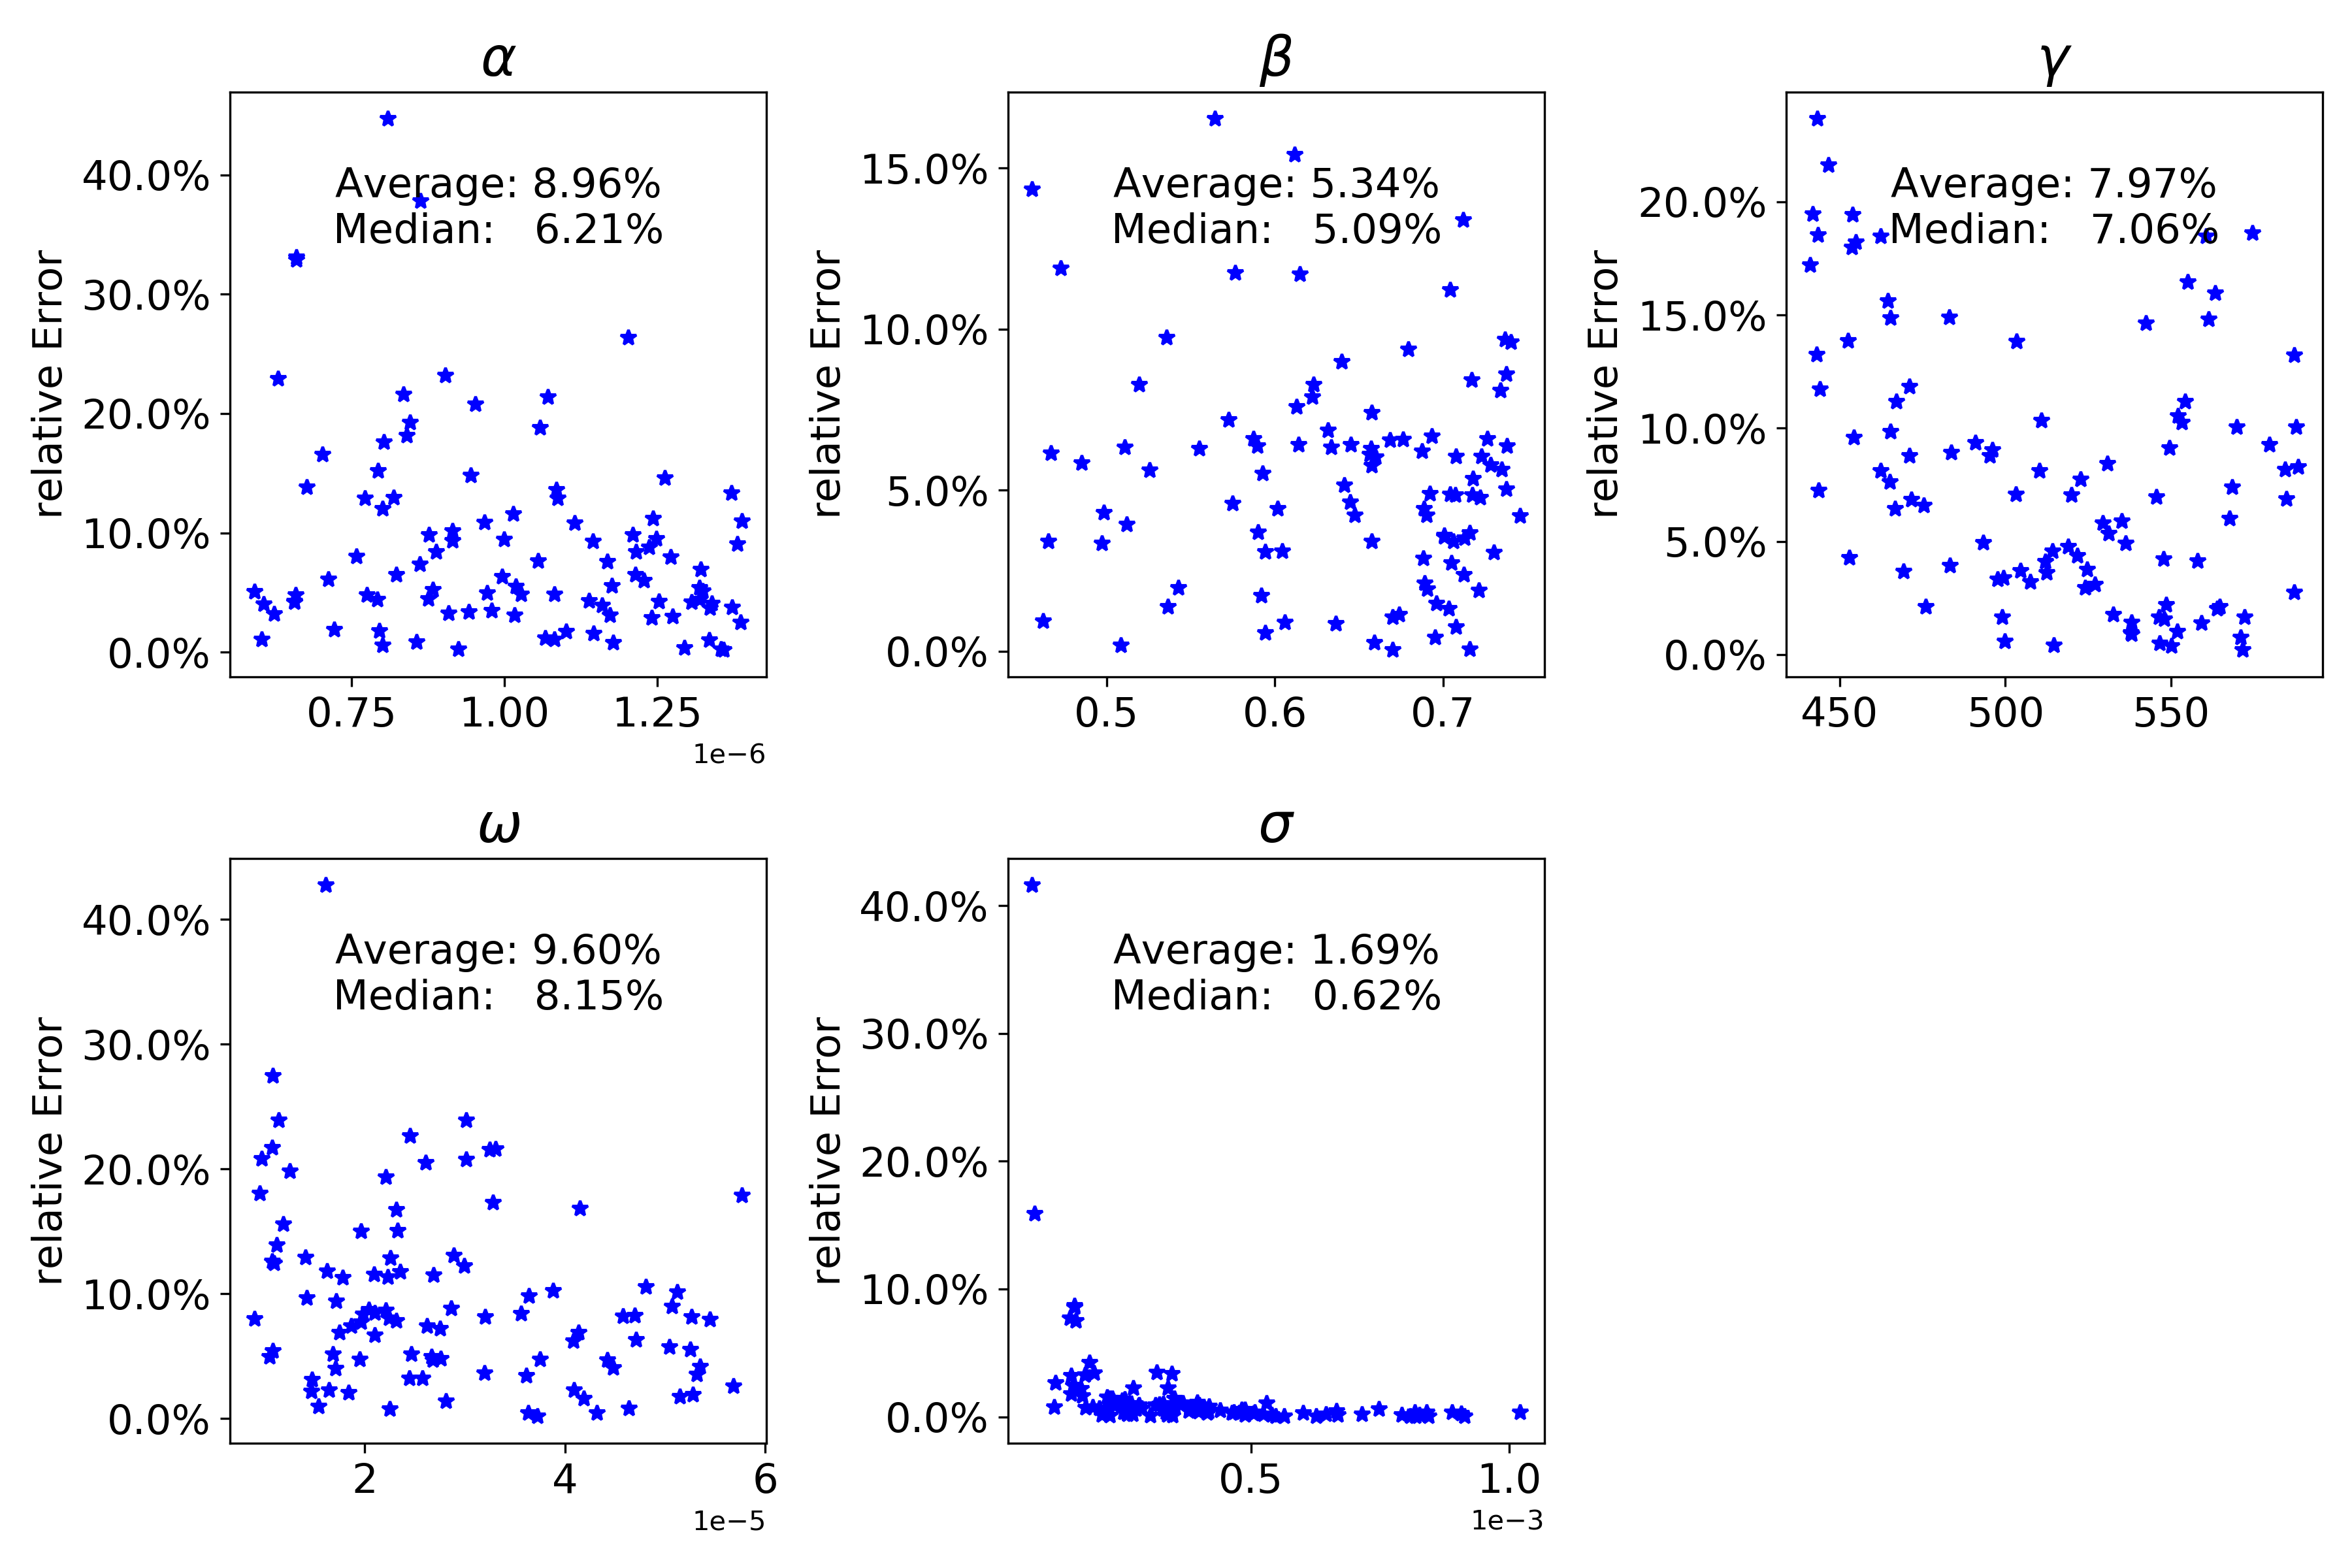 α
relative Error
40.0%
30.0%
20.0%
10.0%
0.0%
Average: 8.96%
Median: 6.21%
0.75 1.00 1.25
1e−6
β
relative Error
15.0%
10.0%
5.0%
0.0%
Average: 5.34%
Median: 5.09%
0.5 0.6 0.7
γ
relative Error
20.0%
15.0%
10.0%
5.0%
0.0%
Average: 7.97%
Median: 7.06%
450 500 550
ω
relative Error
40.0%
30.0%
20.0%
10.0%
0.0%
Average: 9.60%
Median: 8.15%
2 4 6
1e−5
σ
relative Error
40.0%
30.0%
20.0%
10.0%
0.0%
Average: 1.69%
Median: 0.62%
0.5 1.0
1e−3